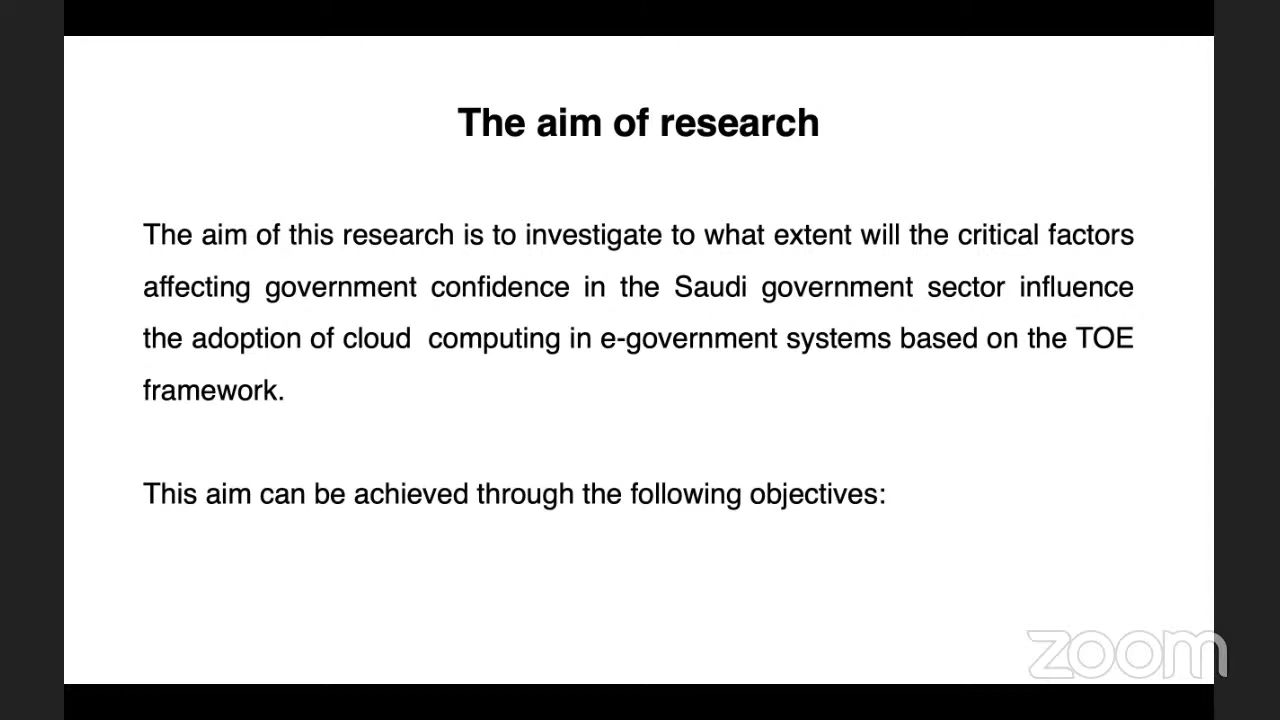 The aim of research
The aim of this research is to investigate to what extent will the critical factors
affecting government confidence in the Saudi government sector influence
the adoption of cloud  computing in e-government systems based on the TOE
framework.
This aim can be achieved through the following objectives:
zoom